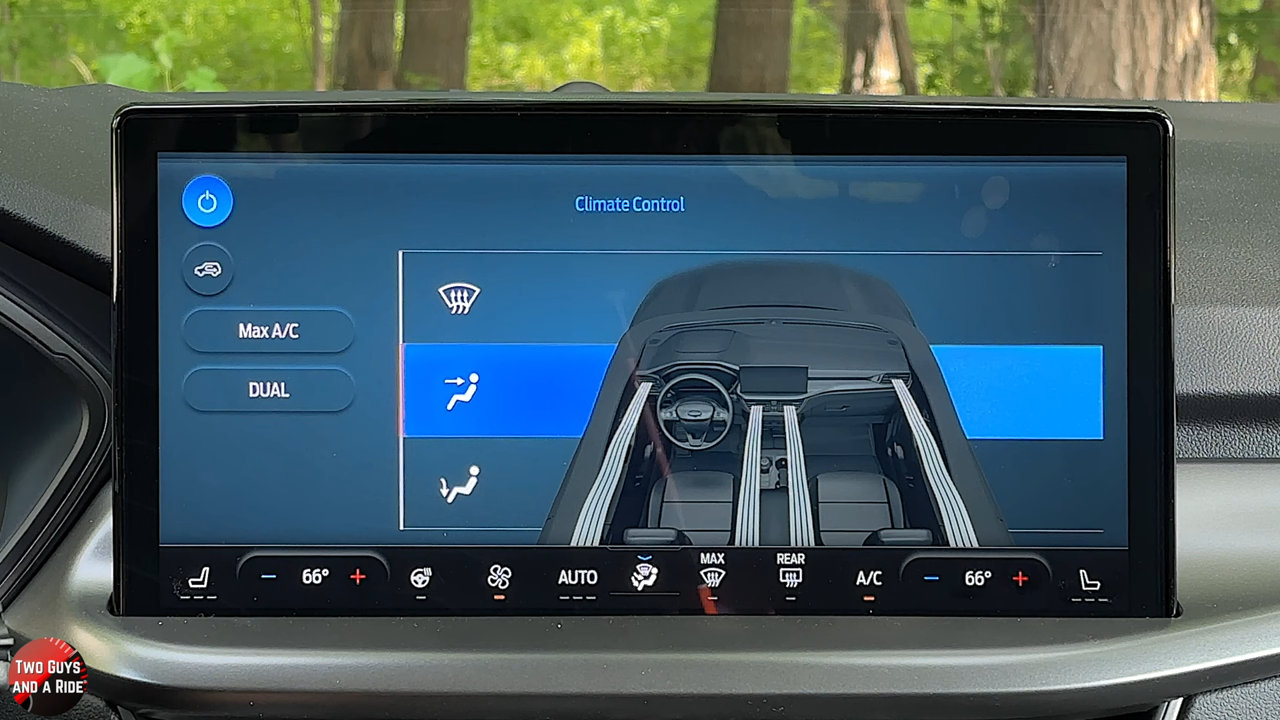 Climate Control
Max A/C
DUAL
66°
AUTO
MAX
REAR
A/C
66°
TWO GUYS
AND A RIDE